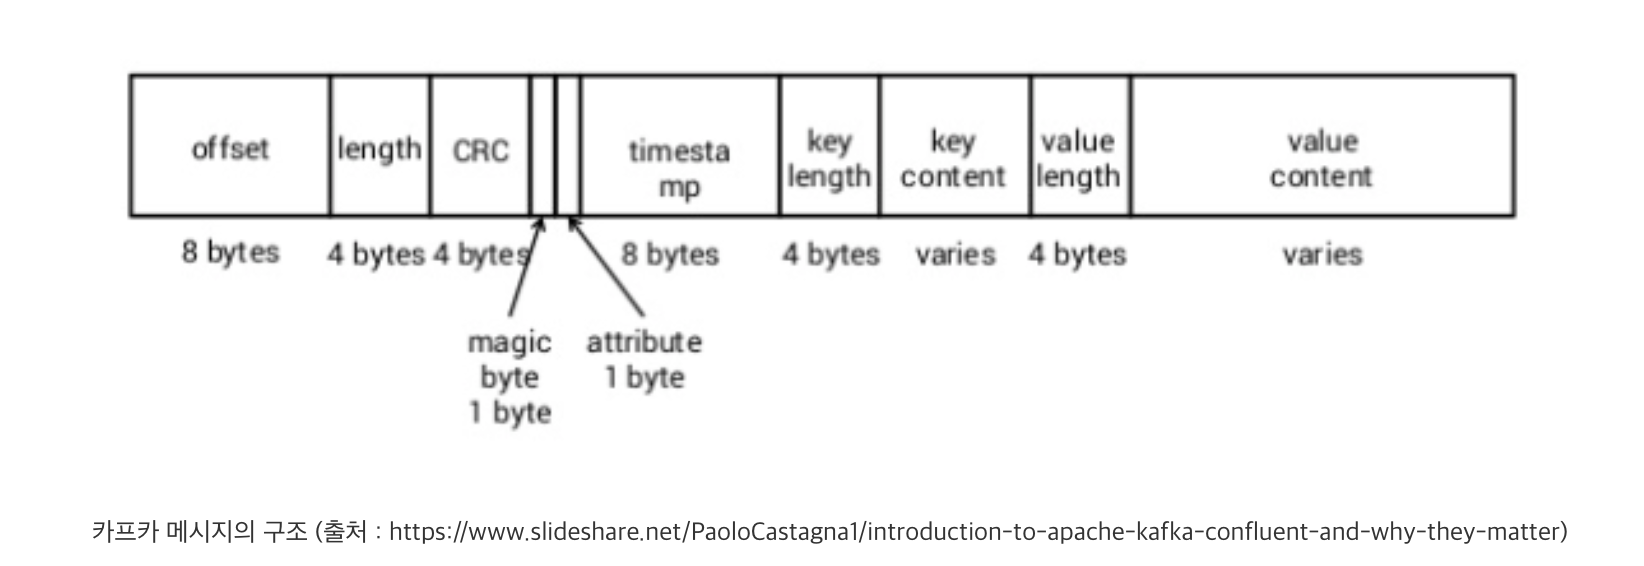 offset
length
CRC
timesta
mp
key
length
key
content
value
length
value
content
8 bytes
4 bytes
4 bytes
8 bytes
4 bytes
varies
4 bytes
varies
magic
byte
1 byte
attribute
1 byte
카프카 메시지의 구조 (출처 : https://www.slideshare.net/PaoloCastagna1/introduction-to-apache-kafka-confluent-and-why-they-matter)